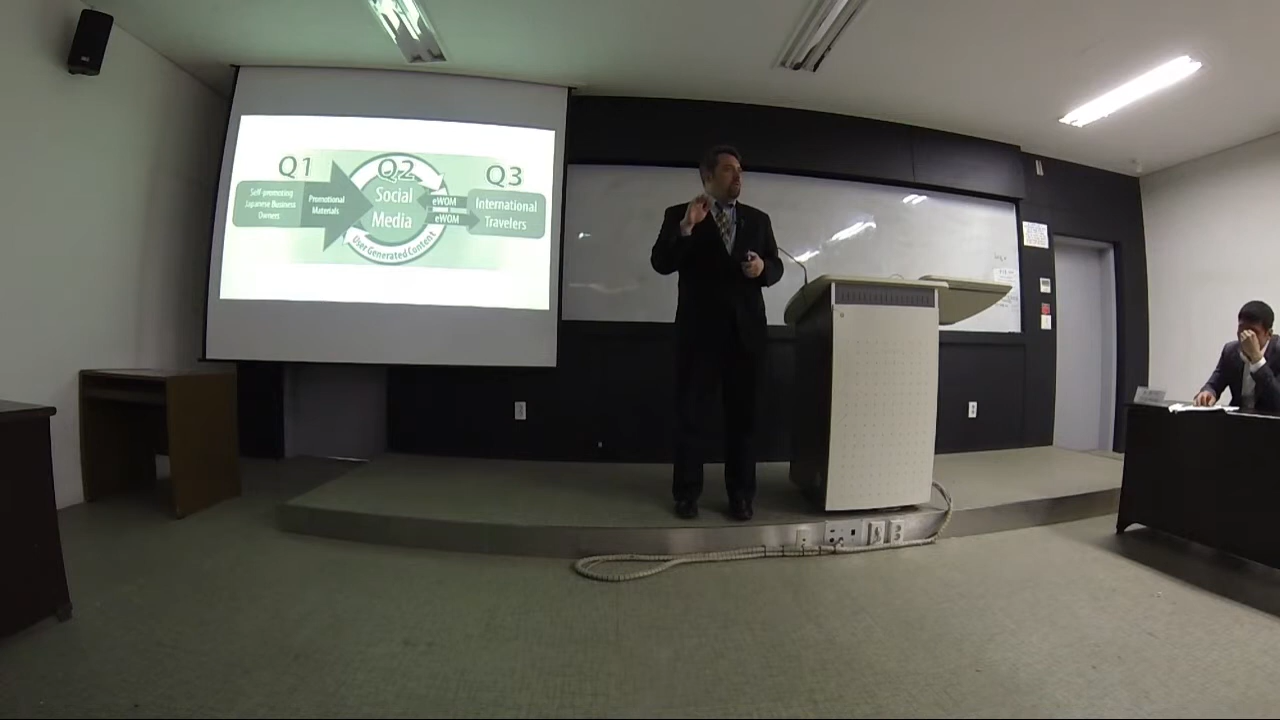 Q1
Q2
Q3
Self-promoting
Japanese Business
Owners
Promotional
Materials
Social
Media
eWOM
eWOM
International
Travelers
User Generated Content